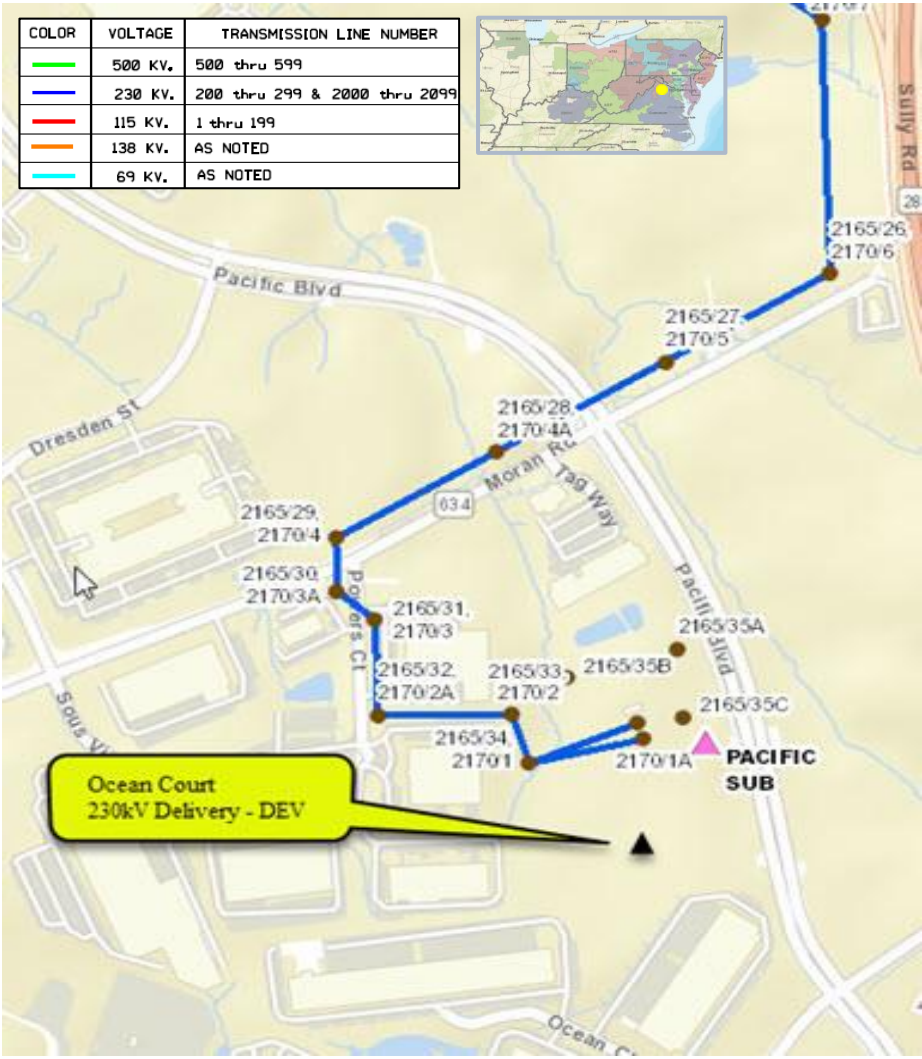 COLOR VOLTAGE TRANSMISSION LINE NUMBER
500 KV. 500 thru 599
230 KV. 200 thru 299 & 2000 thru 2099
115 KV. 1 thru 199
138 KV. AS NOTED
69 KV. AS NOTED
2170/7
Sully Rd
28
2165/26,
2170/6
Pacific Blvd
2165/27,
2170/5
2165/28,
2170/4A
Dresden St
Moran Rd
Tag Way
634
2165/29,
2170/4
2165/30,
2170/3A
2165/31,
2170/3
Pacific Blvd
2165/35A
2165/32,
2170/2A
2165/33,
2170/2
2165/35B
2165/35C
2165/34,
2170/1
2170/1A
PACIFIC
SUB
Ocean Court
230kV Delivery - DEV
Ocean